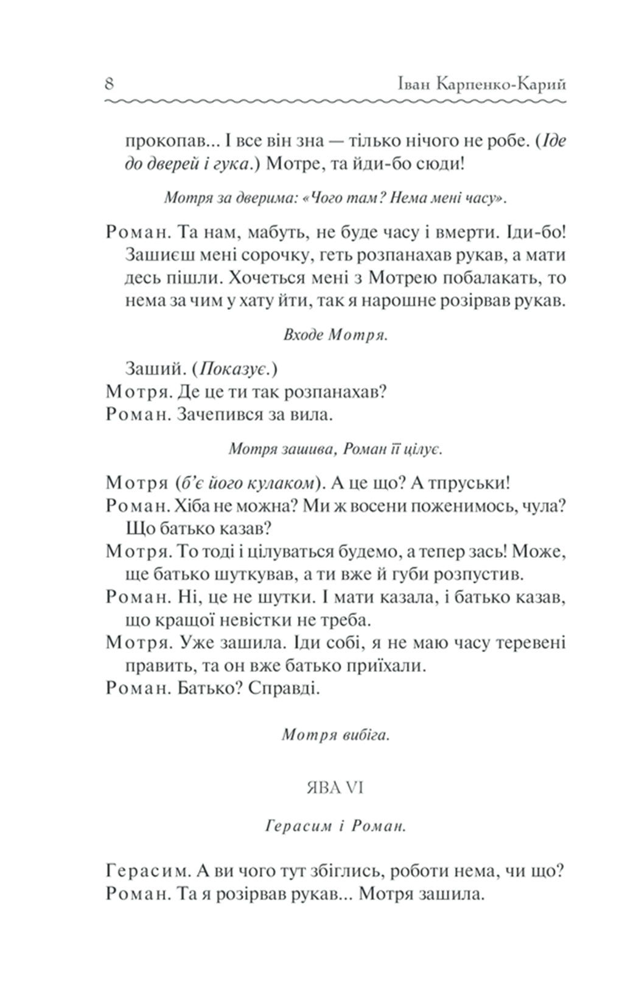 8 Іван Карпенко-Карий
прокопав... І все він зна — тілько нічого не робе. (Іде
до дверей і гука.) Мотре, та йди-бо сюди!
Мотря за дверима: «Чого там? Нема мені часу».
Роман. Та нам, мабуть, не буде часу і вмерти. Іди-бо!
Зашиєш мені сорочку, геть розпанахав рукав, а мати
десь пішли. Хочеться мені з Мотрею побалакать, то
нема за чим у хату йти, так я нарошне розірвав рукав.
Входе Мотря.
Заший. (Показує.)
Мотря. Де це ти так розпанахав?
Роман. Зачепився за вила.
Мотря зашива, Роман її цілує.
Мотря (б’є його кулаком). А це що? А тпруськи!
Роман. Хіба не можна? Ми ж восени поженимось, чула?
Що батько казав?
Мотря. То тоді і цілуваться будемо, а тепер зась! Може,
ще батько шуткував, а ти вже й губи розпустив.
Роман. Ні, це не шутки. І мати казала, і батько казав,
що кращої невістки не треба.
Мотря. Уже зашила. Іди собі, я не маю часу теревені
править, та он вже батько приїхали.
Роман. Батько? Справді.
Мотря вибіга.
ЯВА VI
Герасим і Роман.
Герасим. А ви чого тут збіглись, роботи нема, чи що?
Роман. Та я розірвав рукав... Мотря зашила.